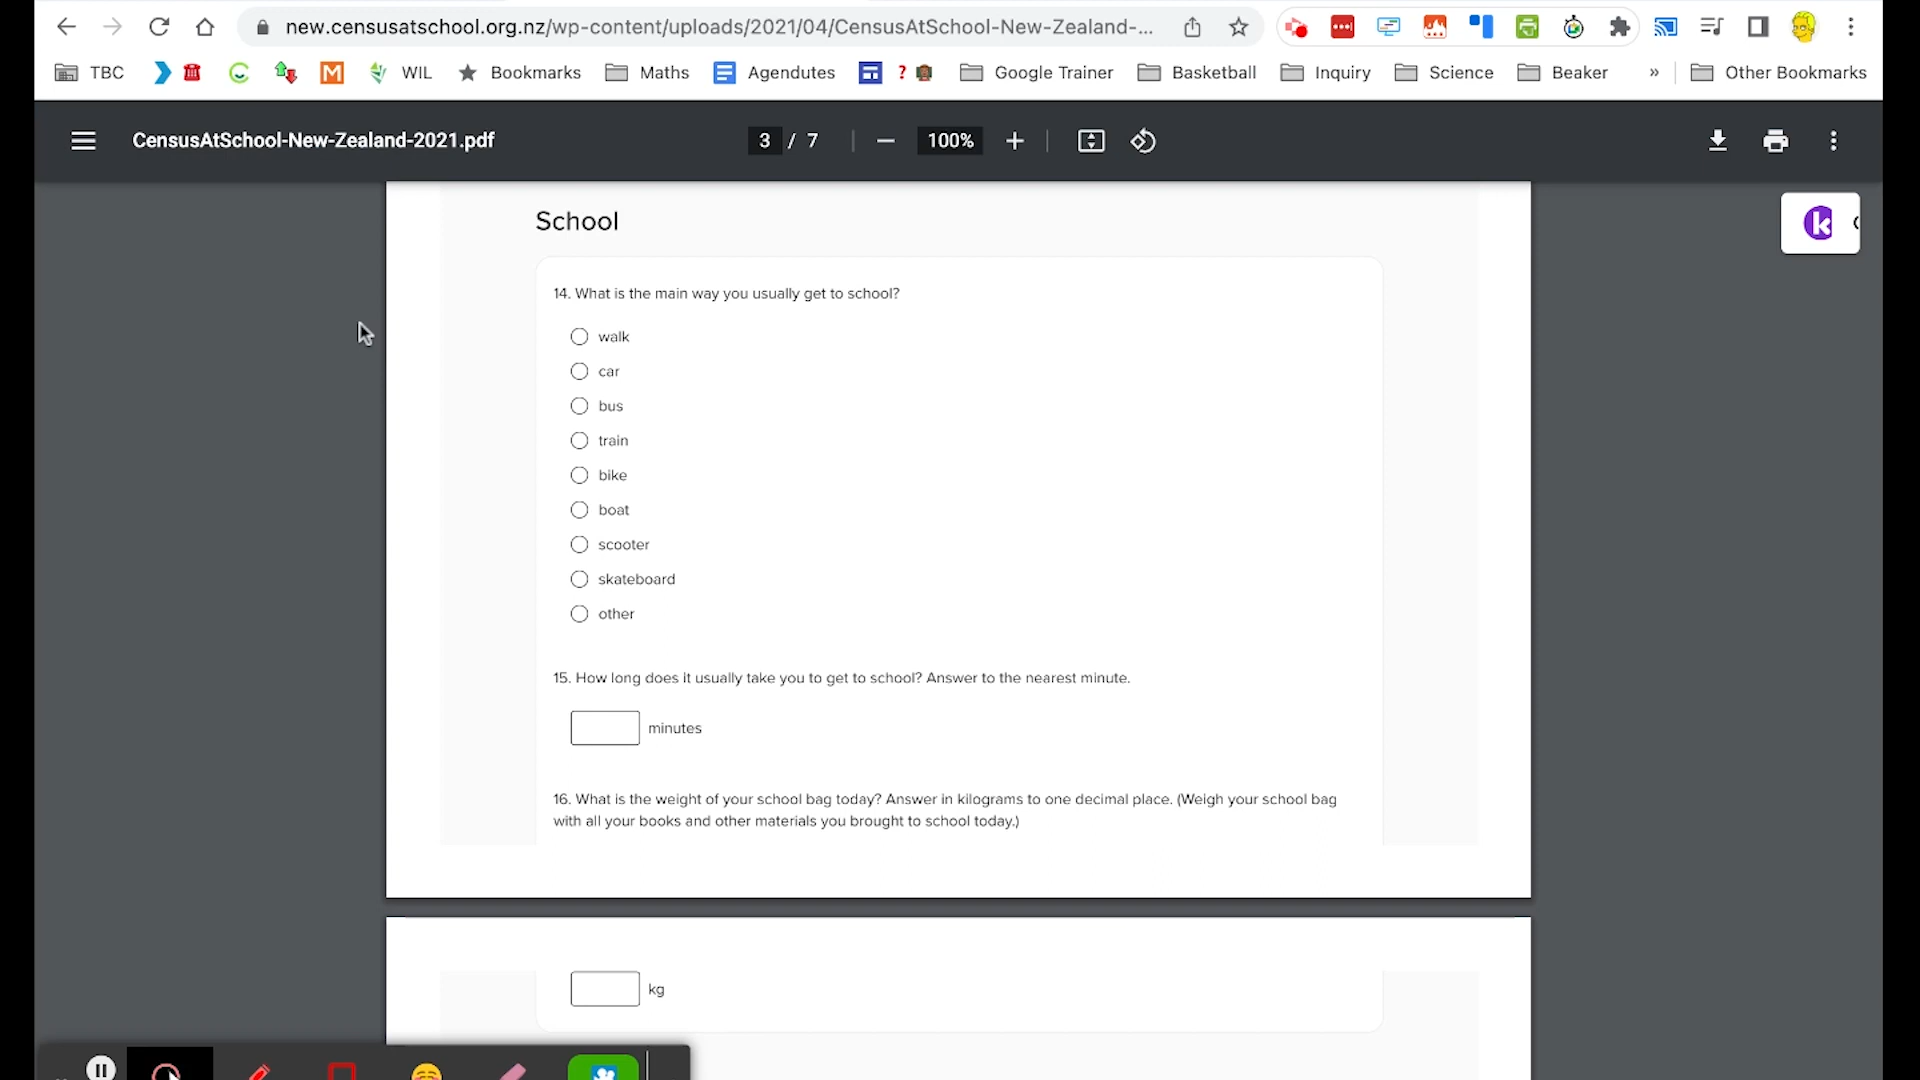 new.censusatschool.org.nz/wp-content/uploads/2021/04/CensusAtSchool-New-Zealand-...
TBC WIL Bookmarks Maths Agendutes ? Google Trainer Basketball Inquiry Science Beaker » Other Bookmarks
CensusAtSchool-New-Zealand-2021.pdf 3 / 7 100%
School
14. What is the main way you usually get to school?
walk
car
bus
train
bike
boat
scooter
skateboard
other
15. How long does it usually take you to get to school? Answer to the nearest minute.
minutes
16. What is the weight of your school bag today? Answer in kilograms to one decimal place. (Weigh your school bag
with all your books and other materials you brought to school today.)
kg